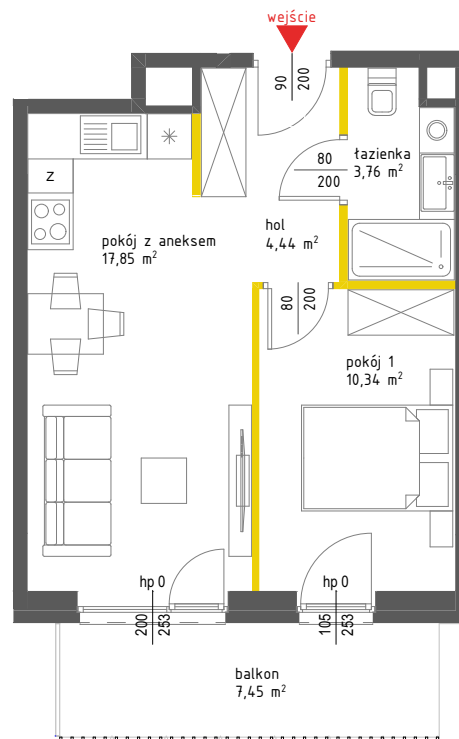 wejście
90
200
80
200
łazienka
3,76 m²
z
hol
4,44 m²
pokój z aneksem
17,85 m²
80
200
pokój 1
10,34 m²
hp 0
hp 0
200
253
105
253
balkon
7,45 m²